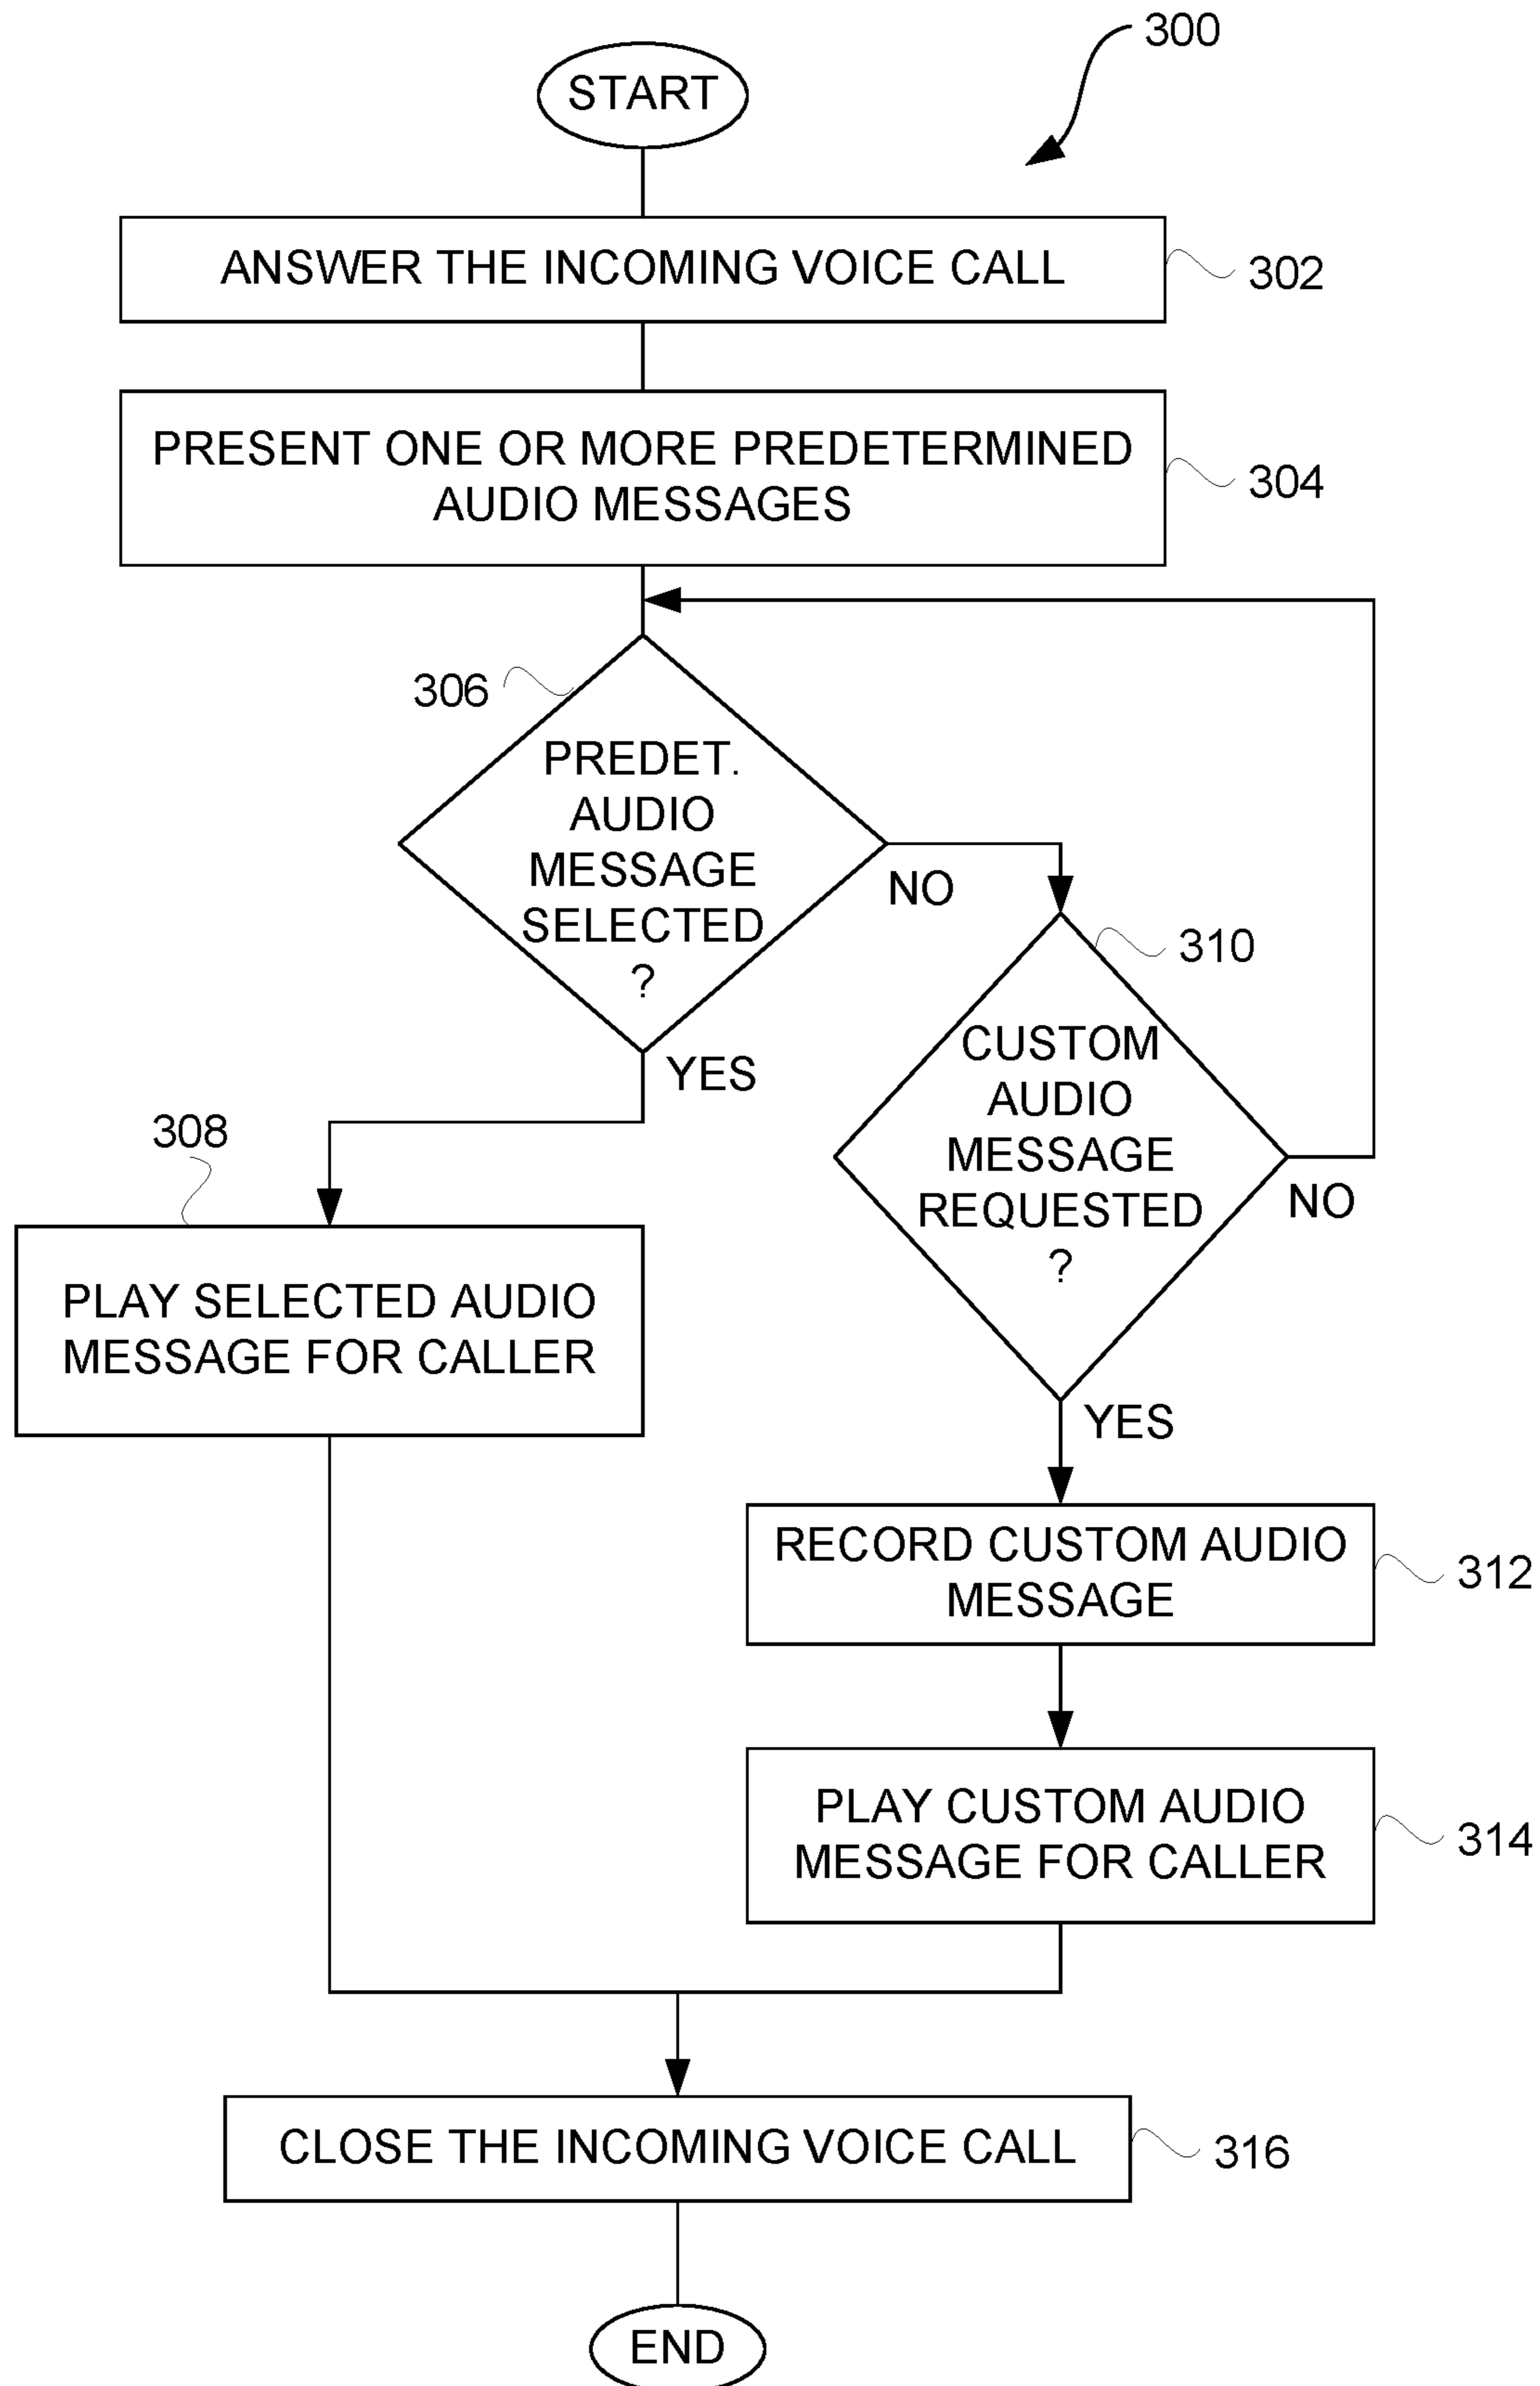 300
START
ANSWER THE INCOMING VOICE CALL
302
PRESENT ONE OR MORE PREDETERMINED
AUDIO MESSAGES
304
306
PREDET.
AUDIO
MESSAGE
SELECTED
?
NO
YES
310
CUSTOM
AUDIO
MESSAGE
REQUESTED
?
NO
YES
308
PLAY SELECTED AUDIO
MESSAGE FOR CALLER
RECORD CUSTOM AUDIO
MESSAGE
312
PLAY CUSTOM AUDIO
MESSAGE FOR CALLER
314
CLOSE THE INCOMING VOICE CALL
316
END